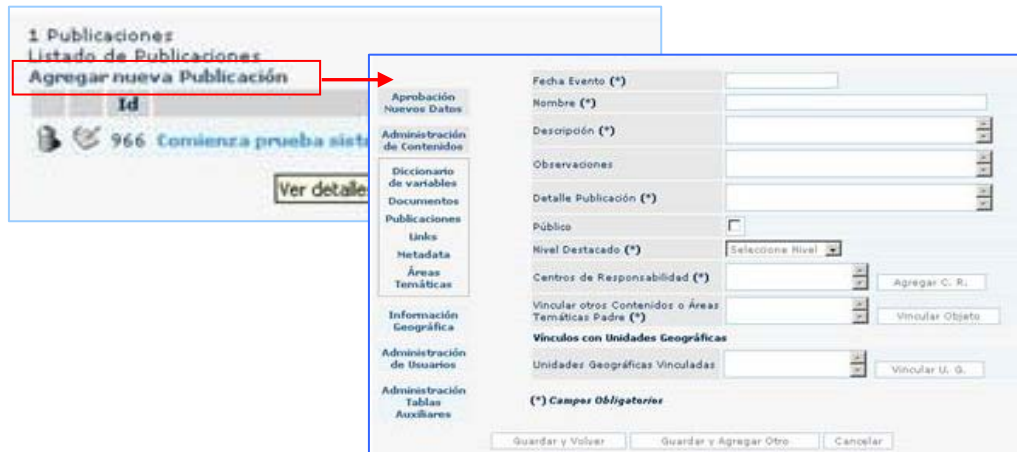 1 Publicaciones
Listado de Publicaciones
Agregar nueva Publicación
Id
966 Comienza prueba
Ver detalle
Aprobación
Nuevos Datos
Administración
de Contenidos
Diccionario
de variables
Documentos
Publicaciones
Links
Metadata
Áreas
Temáticas
Información
Geográfica
Administración
de Usuarios
Administración
Tablas
Auxiliares
Fecha Evento (*)
Nombre (*)
Descripción (*)
Observaciones
Detalle Publicación (*)
Público
Nivel Destacado (*) Seleccione Nivel
Centros de Responsabilidad (*) Agregar C. R.
Vincular otros Contenidos o Áreas
Temáticas Padre (*) Vincular Objeto
Vínculos con Unidades Geográficas
Unidades Geográficas Vinculadas Vincular U. G.
(*) Campos Obligatorios
Guardar y Volver Guardar y Agregar Otro Cancelar